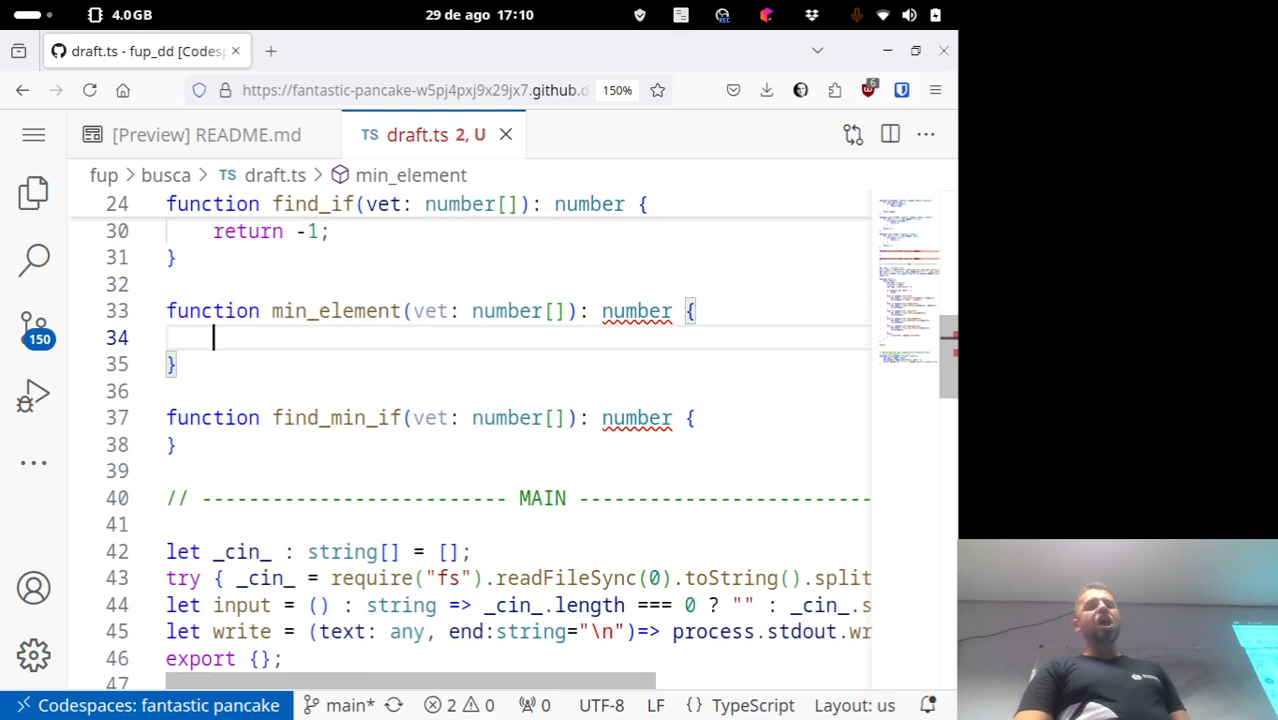 4.0GB
29 de ago 17:10
REC
draft.ts - fup_dd [Codesp
https://fantastic-pancake-w5pj4pxj9x29jx7.github.d
150%
6
[Preview] README.md
TS draft.ts 2, U
fup > busca > TS draft.ts > min_element
24 function find_if(vet: number[]): number {
30 return -1;
31 }
32
33 function min_element(vet: number[]): number {
34
35 }
36
37 function find_min_if(vet: number[]): number {
38 }
39
40 // -------------------------- MAIN -------------------------
41
42 let _cin_ : string[] = [];
43 try { _cin_ = require("fs").readFileSync(0).toString().split
44 let input = () : string => _cin_.length === 0 ? "" : _cin_.s
45 let write = (text: any, end:string="\n")=> process.stdout.wr
46 export {};
47
150
Codespaces: fantastic pancake
main*
2 0
0
UTF-8
LF
{ } TypeScript
Layout: us